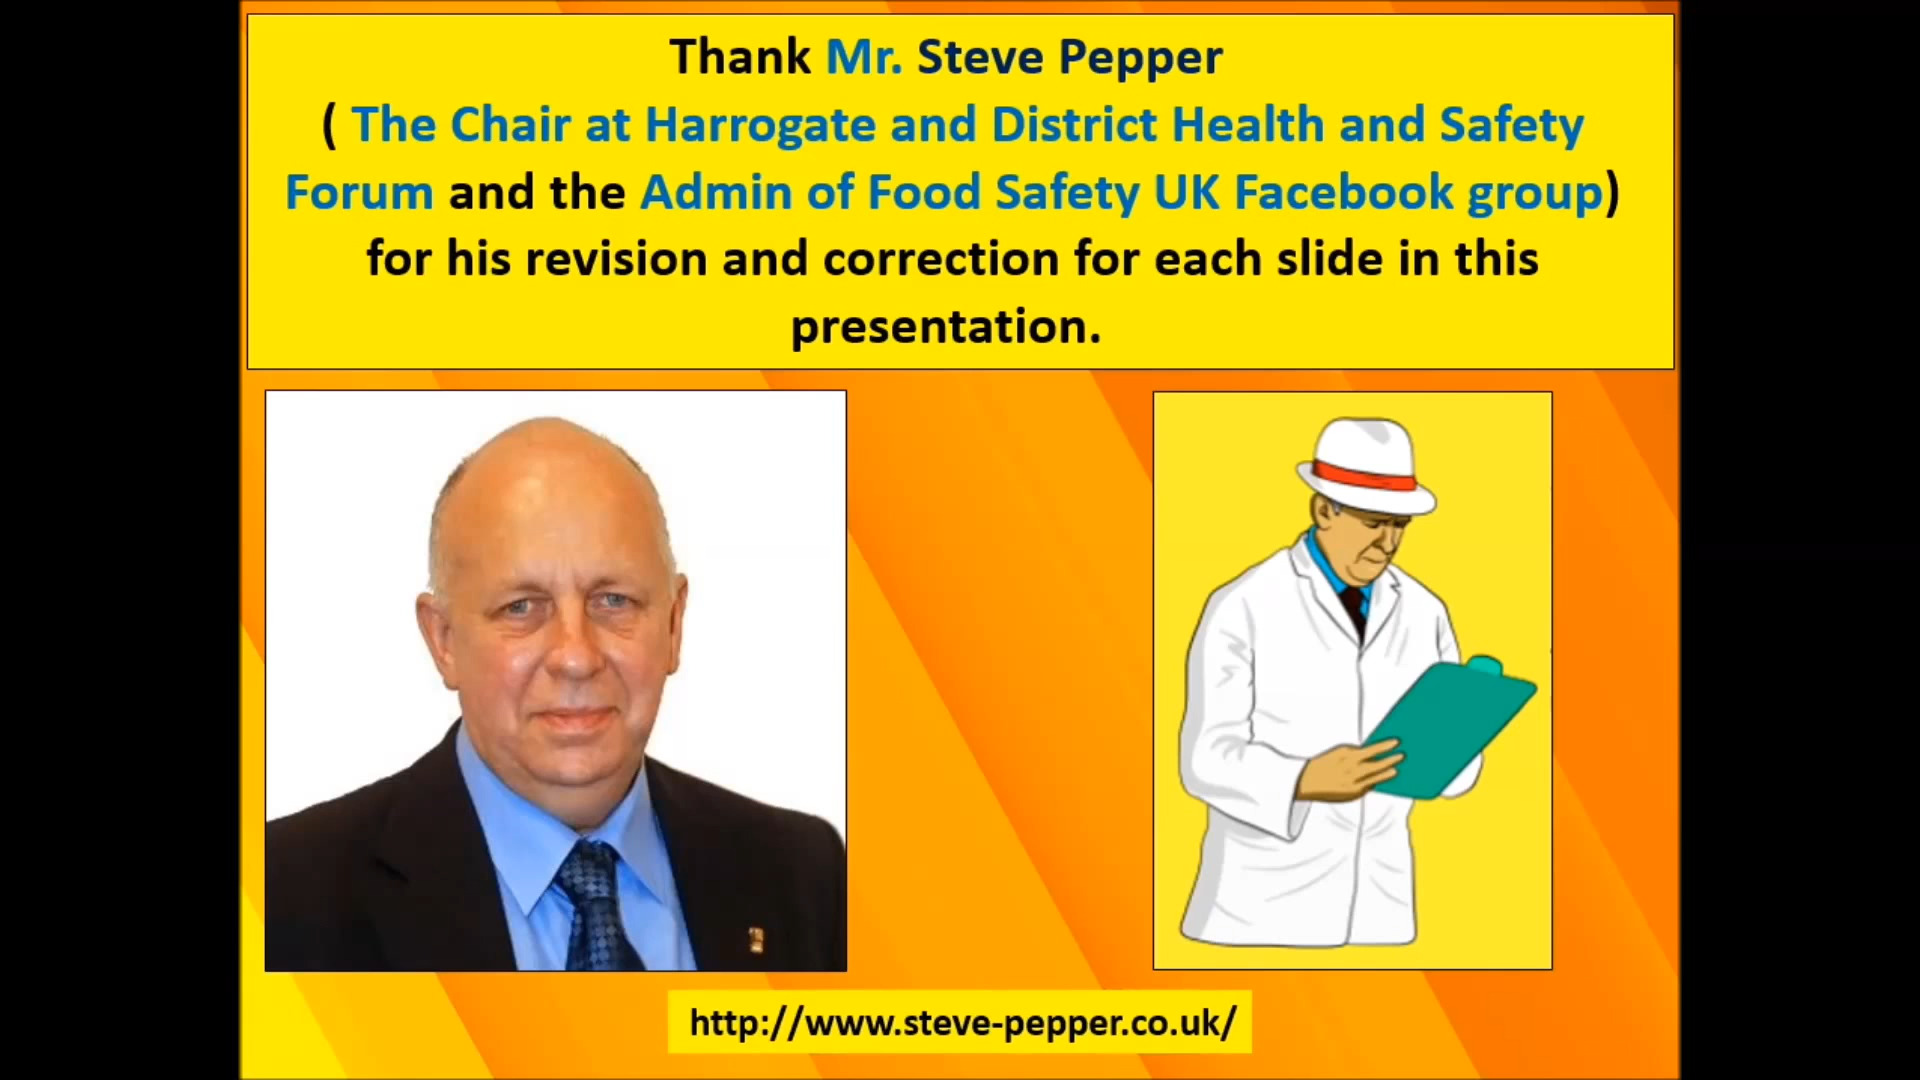 Thank Mr. Steve Pepper
( The Chair at Harrogate and District Health and Safety
Forum and the Admin of Food Safety UK Facebook group)
for his revision and correction for each slide in this
presentation.
http://www.steve-pepper.co.uk/